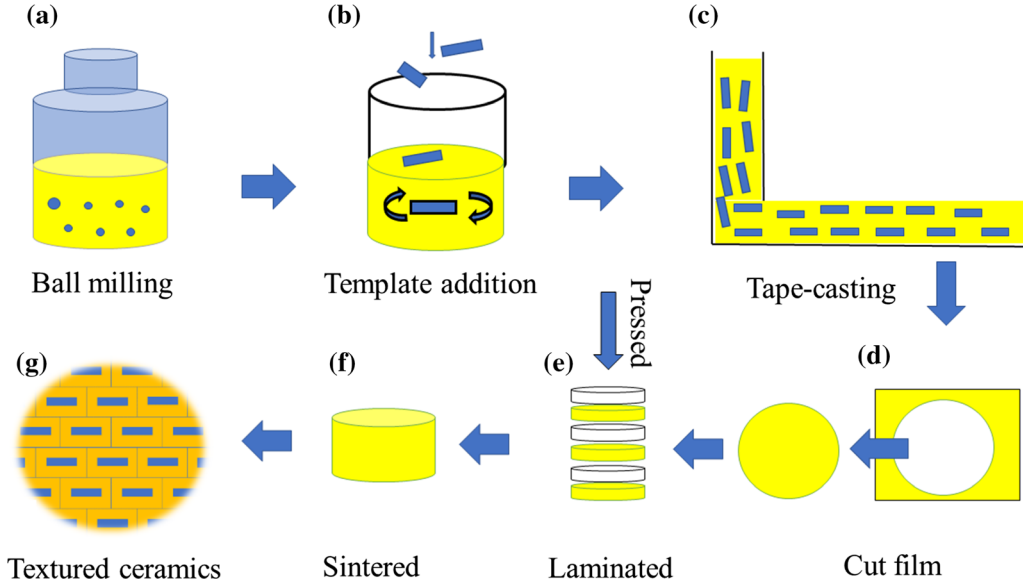 (a)
(b)
(c)
Ball milling
Template addition
Tape-casting
Pressed
(g)
(f)
(e)
(d)
Textured ceramics
Sintered
Laminated
Cut film